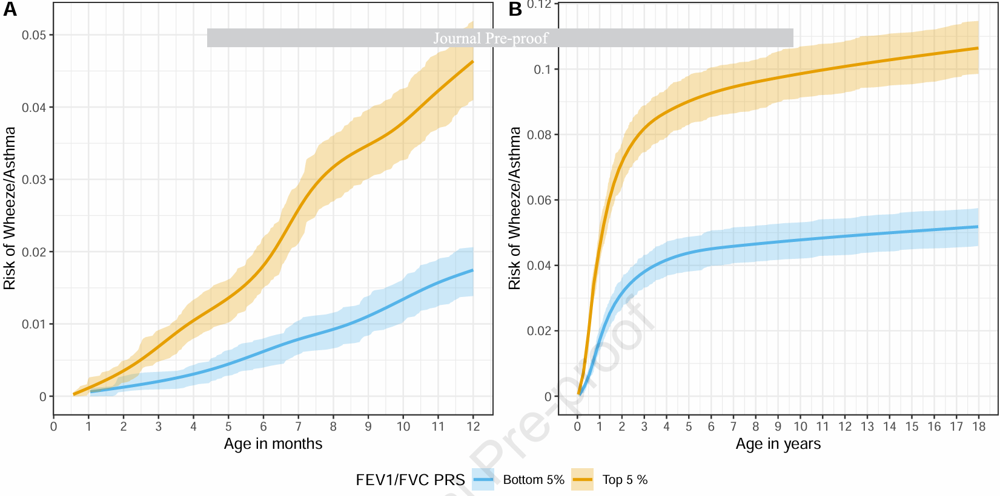 A
B
Journal Pre-proof
0.05
0.04
0.03
0.02
0.01
0
Risk of Wheeze/Asthma
0 1 2 3 4 5 6 7 8 9 10 11 12
Age in months
0.12
0.1
0.08
0.06
0.04
0.02
0
Risk of Wheeze/Asthma
0 1 2 3 4 5 6 7 8 9 10 11 12 13 14 15 16 17 18
Age in years
Pre-proof
FEV1/FVC PRS Bottom 5% Top 5 %